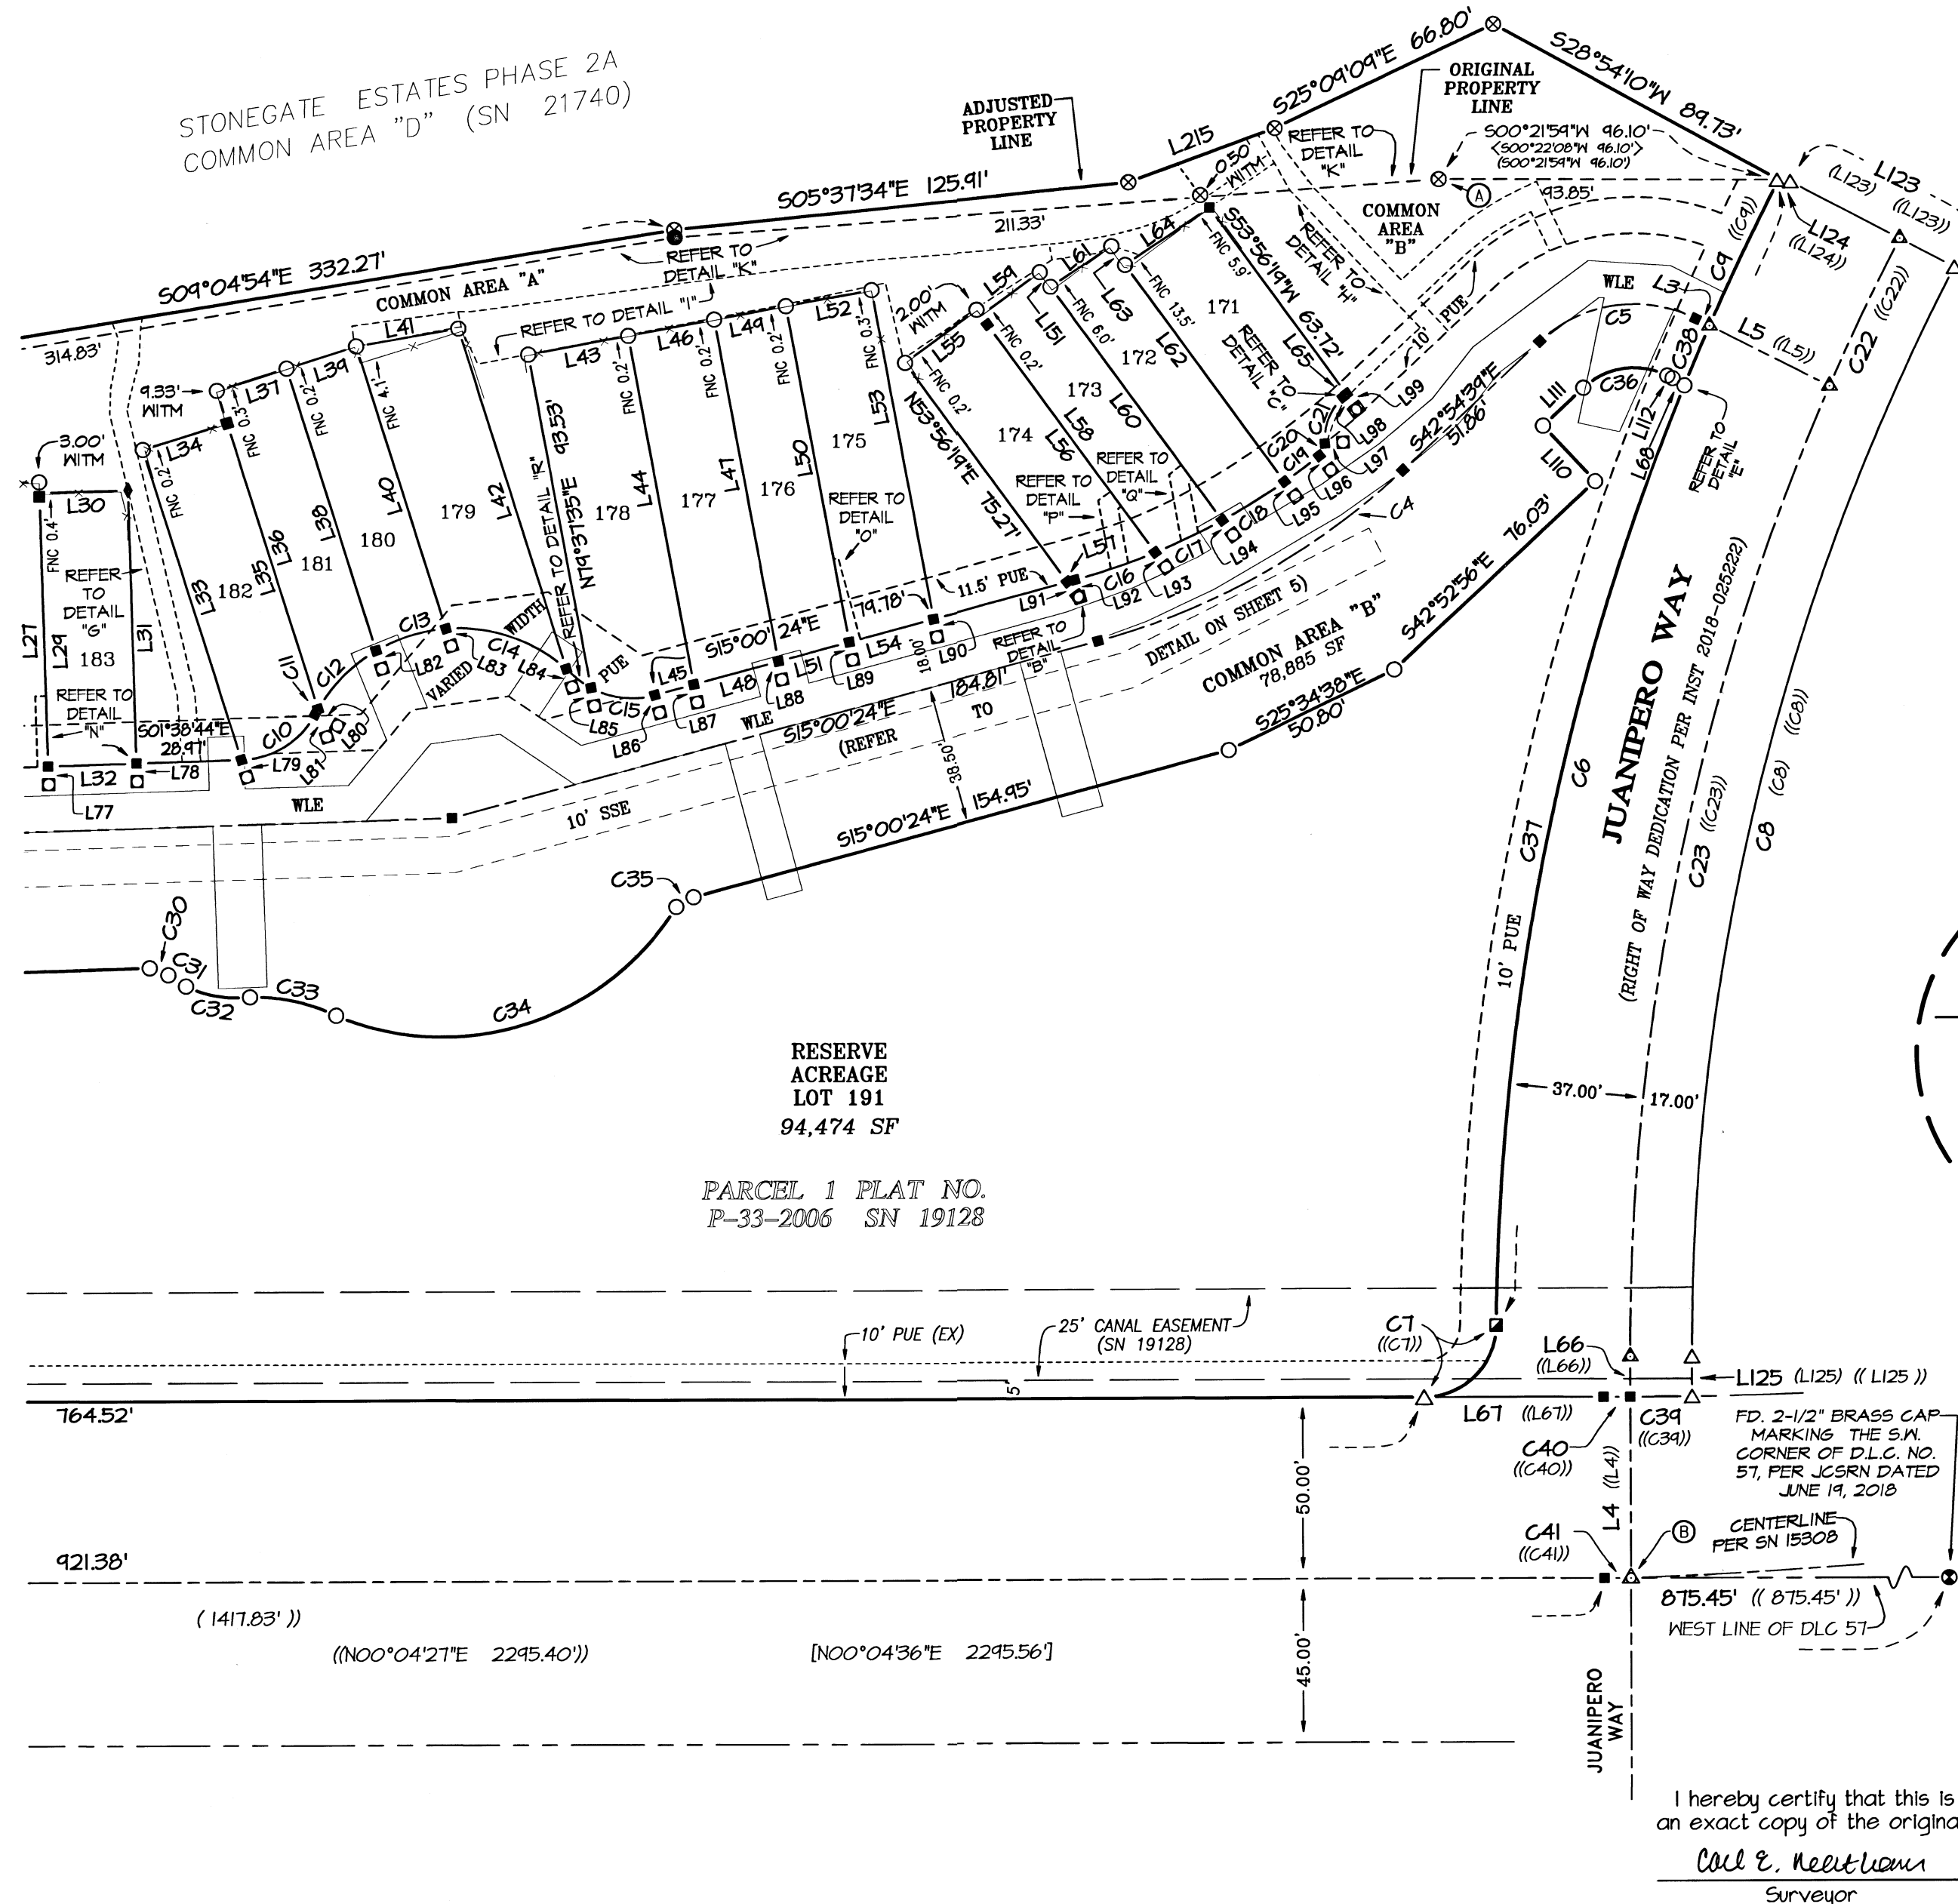 STONEGATE ESTATES PHASE 2A
COMMON AREA "D" (SN 21740)
ADJUSTED
PROPERTY
LINE
L215
S25°09'09"E 66.80'
S28°54'10"W 89.73'
ORIGINAL
PROPERTY
LINE
REFER TO
DETAIL
"K"
S00°21'59"W 96.10'
<S00°22'08"W 96.10'>
(S00°21'59"W 96.10')
L123
(L123)
((L123))
S05°37'34"E 125.91'
0.50'
WITM
A
93.85'
COMMON
AREA
"B"
L124
((L124))
C9
((C9))
211.33'
REFER TO
DETAIL "K"
S09°04'54"E 332.27'
314.83'
COMMON AREA "A"
REFER TO DETAIL "I"
L64
L61
L59
L63
L151
FNC 5.9'
S53°56'19"W 63.72'
REFER TO
DETAIL "H"
10' PUE
WLE
L3
C5
C38
L5 ((L5))
C22 ((C22))
171
FNC 13.5'
L62
L65
REFER TO
DETAIL
"C"
L99
L98
L97
L96
L95
C21
C20
C19
S42°54'39"E
51.86'
L111
C36
L112
L110
L68
REFER TO
DETAIL
"E"
FNC 6.0'
172
L60
173
2.00'
WITM
L55
FNC 0.2'
L58
L56
174
FNC 0.2'
N53°56'19"E 75.27'
L41
L39
L37
9.33'
WITM
L34
3.00'
WITM
L30
L43
L46
L49
L52
FNC 0.3'
FNC 0.2'
FNC 0.2'
FNC 0.2'
FNC 4.1'
FNC 0.2'
FNC 0.3'
FNC 0.2'
FNC 0.4'
L27
L29
REFER
TO
DETAIL
"G"
183
L31
L33
182
L35
L36
181
L38
180
L40
179
L42
REFER TO DETAIL "R"
N79°37'35"E 93.53'
178
L44
177
L47
176
L50
175
L53
REFER TO
DETAIL
"O"
REFER TO
DETAIL
"P"
REFER TO
DETAIL
"Q"
L57
C16
C17
C18
C4
L94
L93
L92
L91
11.5' PUE
79.78'
REFER
TO
DETAIL
"B"
L90
18.00'
L54
L89
L51
L88
L48
L87
L45
S15°00'24"E
C15
L86
L85
PUE
WIDTH
VARIED
L84
C14
L83
C13
L82
C12
C11
L80
L81
C10
L79
S01°38'44"E
28.97'
REFER TO
DETAIL
"N"
L32
L78
L77
WLE
WLE
S15°00'24"E 184.81'
(REFER TO DETAIL ON SHEET 5)
38.50'
10' SSE
S15°00'24"E 154.95'
COMMON AREA "B"
78,885 SF
S25°34'38"E
50.80'
S42°52'56"E 76.03'
C35
C30
C31
C32
C33
C34
JUANIPERO WAY
(RIGHT OF WAY DEDICATION PER INST 2018-025222)
C6
C37
10' PUE
C23 ((C23))
C8 (C8) ((C8))
37.00'
17.00'
RESERVE
ACREAGE
LOT 191
94,474 SF
PARCEL 1 PLAT NO.
P-33-2006 SN 19128
10' PUE (EX)
25' CANAL EASEMENT
(SN 19128)
5'
C7
((C7))
L66
((L66))
L125 (L125) (( L125 ))
764.52'
L67 ((L67))
C39
((C39))
C40
((C40))
FD. 2-1/2" BRASS CAP
MARKING THE S.W.
CORNER OF D.L.C. NO.
57, PER JCSRN DATED
JUNE 19, 2018
L4 ((L4))
50.00'
C41
((C41))
B
CENTERLINE
PER SN 15308
921.38'
875.45' (( 875.45' ))
WEST LINE OF DLC 57
( 1417.83' ))
((N00°04'27"E 2295.40'))
[N00°04'36"E 2295.56']
45.00'
JUANIPERO
WAY
I hereby certify that this is
an exact copy of the origina
Surveyor